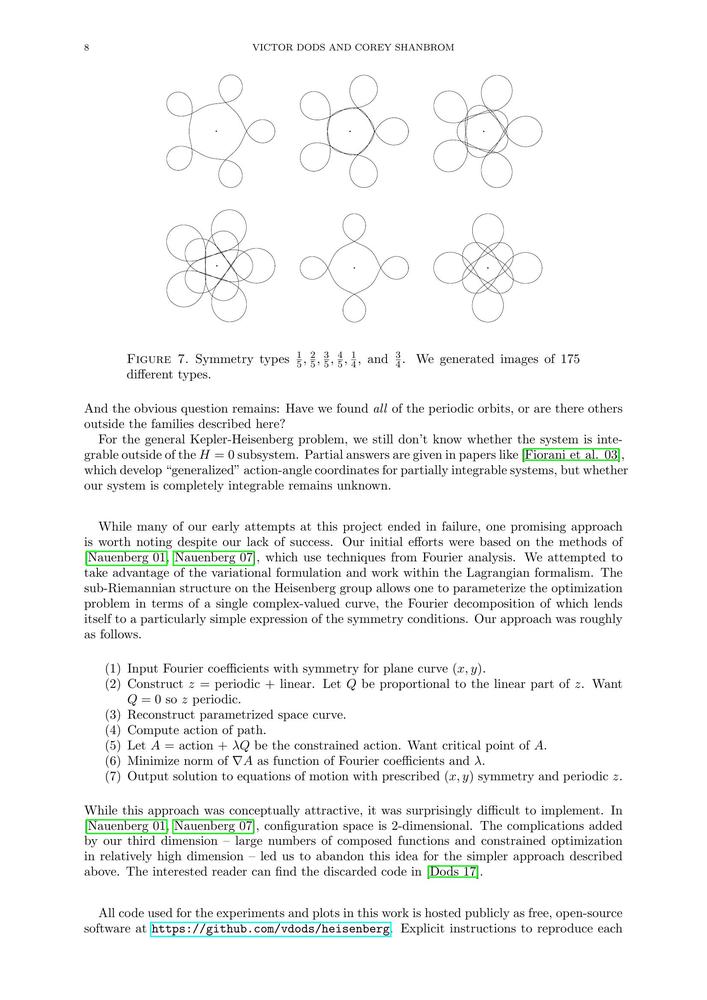 8 VICTOR DODS AND COREY SHANBROM
FIGURE 7. Symmetry types 1/5, 2/5, 3/5, 4/5, 1/4, and 3/4. We generated images of 175
different types.
And the obvious question remains: Have we found all of the periodic orbits, or are there others
outside the families described here?
For the general Kepler-Heisenberg problem, we still don't know whether the system is inte-
grable outside of the H = 0 subsystem. Partial answers are given in papers like [Fiorani et al. 03],
which develop "generalized" action-angle coordinates for partially integrable systems, but whether
our system is completely integrable remains unknown.
While many of our early attempts at this project ended in failure, one promising approach
is worth noting despite our lack of success. Our initial efforts were based on the methods of
[Nauenberg 01, Nauenberg 07], which use techniques from Fourier analysis. We attempted to
take advantage of the variational formulation and work within the Lagrangian formalism. The
sub-Riemannian structure on the Heisenberg group allows one to parameterize the optimization
problem in terms of a single complex-valued curve, the Fourier decomposition of which lends
itself to a particularly simple expression of the symmetry conditions. Our approach was roughly
as follows.
(1) Input Fourier coefficients with symmetry for plane curve (x, y).
(2) Construct z = periodic + linear. Let Q be proportional to the linear part of z. Want
Q = 0 so z periodic.
(3) Reconstruct parametrized space curve.
(4) Compute action of path.
(5) Let A = action + λQ be the constrained action. Want critical point of A.
(6) Minimize norm of ∇A as function of Fourier coefficients and λ.
(7) Output solution to equations of motion with prescribed (x, y) symmetry and periodic z.
While this approach was conceptually attractive, it was surprisingly difficult to implement. In
[Nauenberg 01, Nauenberg 07], configuration space is 2-dimensional. The complications added
by our third dimension – large numbers of composed functions and constrained optimization
in relatively high dimension – led us to abandon this idea for the simpler approach described
above. The interested reader can find the discarded code in [Dods 17].
All code used for the experiments and plots in this work is hosted publicly as free, open-source
software at https://github.com/vdods/heisenberg. Explicit instructions to reproduce each